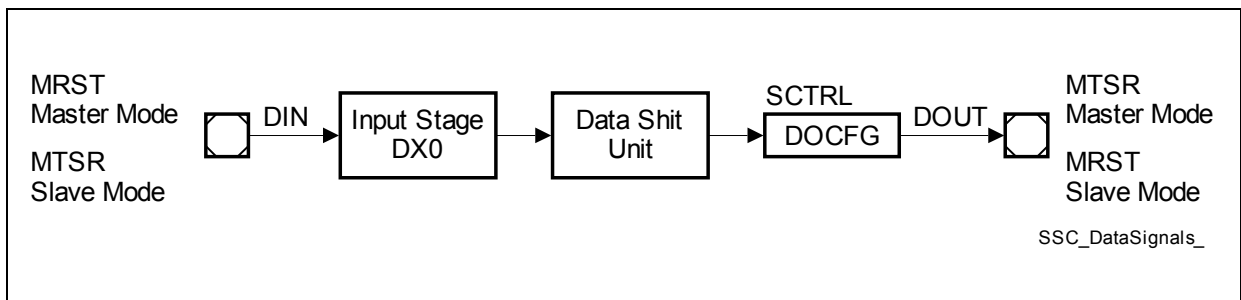 MRST
Master Mode
MTSR
Slave Mode
DIN
Input Stage
DX0
Data Shit
Unit
SCTRL
DOCFG
DOUT
MTSR
Master Mode
MRST
Slave Mode
SSC_DataSignals_